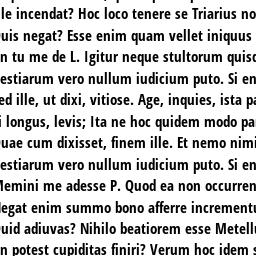 le incendat? Hoc loco tenere se Triarius no
uis negat? Esse enim quam vellet iniquus
n tu me de L. Igitur neque stultorum quisq
estiarum vero nullum iudicium puto. Si en
ed ille, ut dixi, vitiose. Age, inquies, ista pa
i longus, levis; Ita ne hoc quidem modo pa
uae cum dixisset, finem ille. Et nemo nimi
estiarum vero nullum iudicium puto. Si en
Memini me adesse P. Quod ea non occurren
Negat enim summo bono afferre incrementu
uid adiuvas? Nihilo beatiorem esse Metellu
n potest cupiditas finiri? Verum hoc idem s